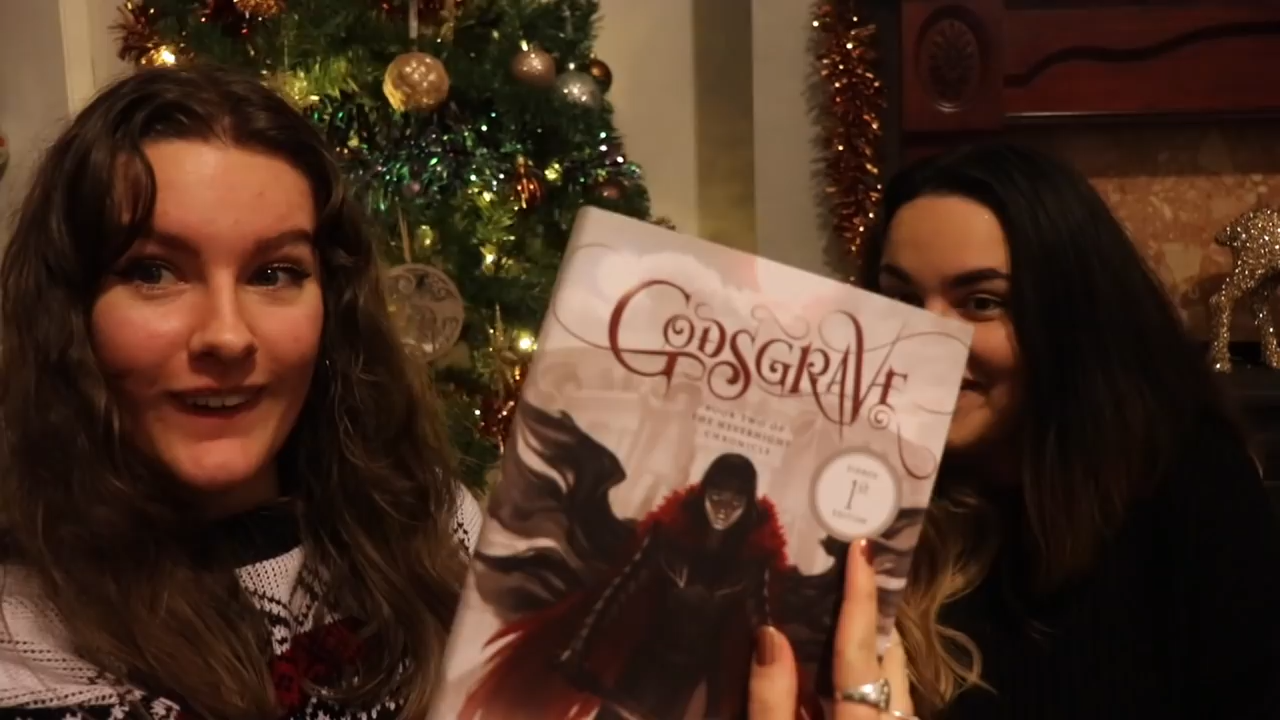 GODSGRAVE
BOOK TWO OF
THE NEVERNIGHT
CHRONICLE
SIGNED
1st
EDITION